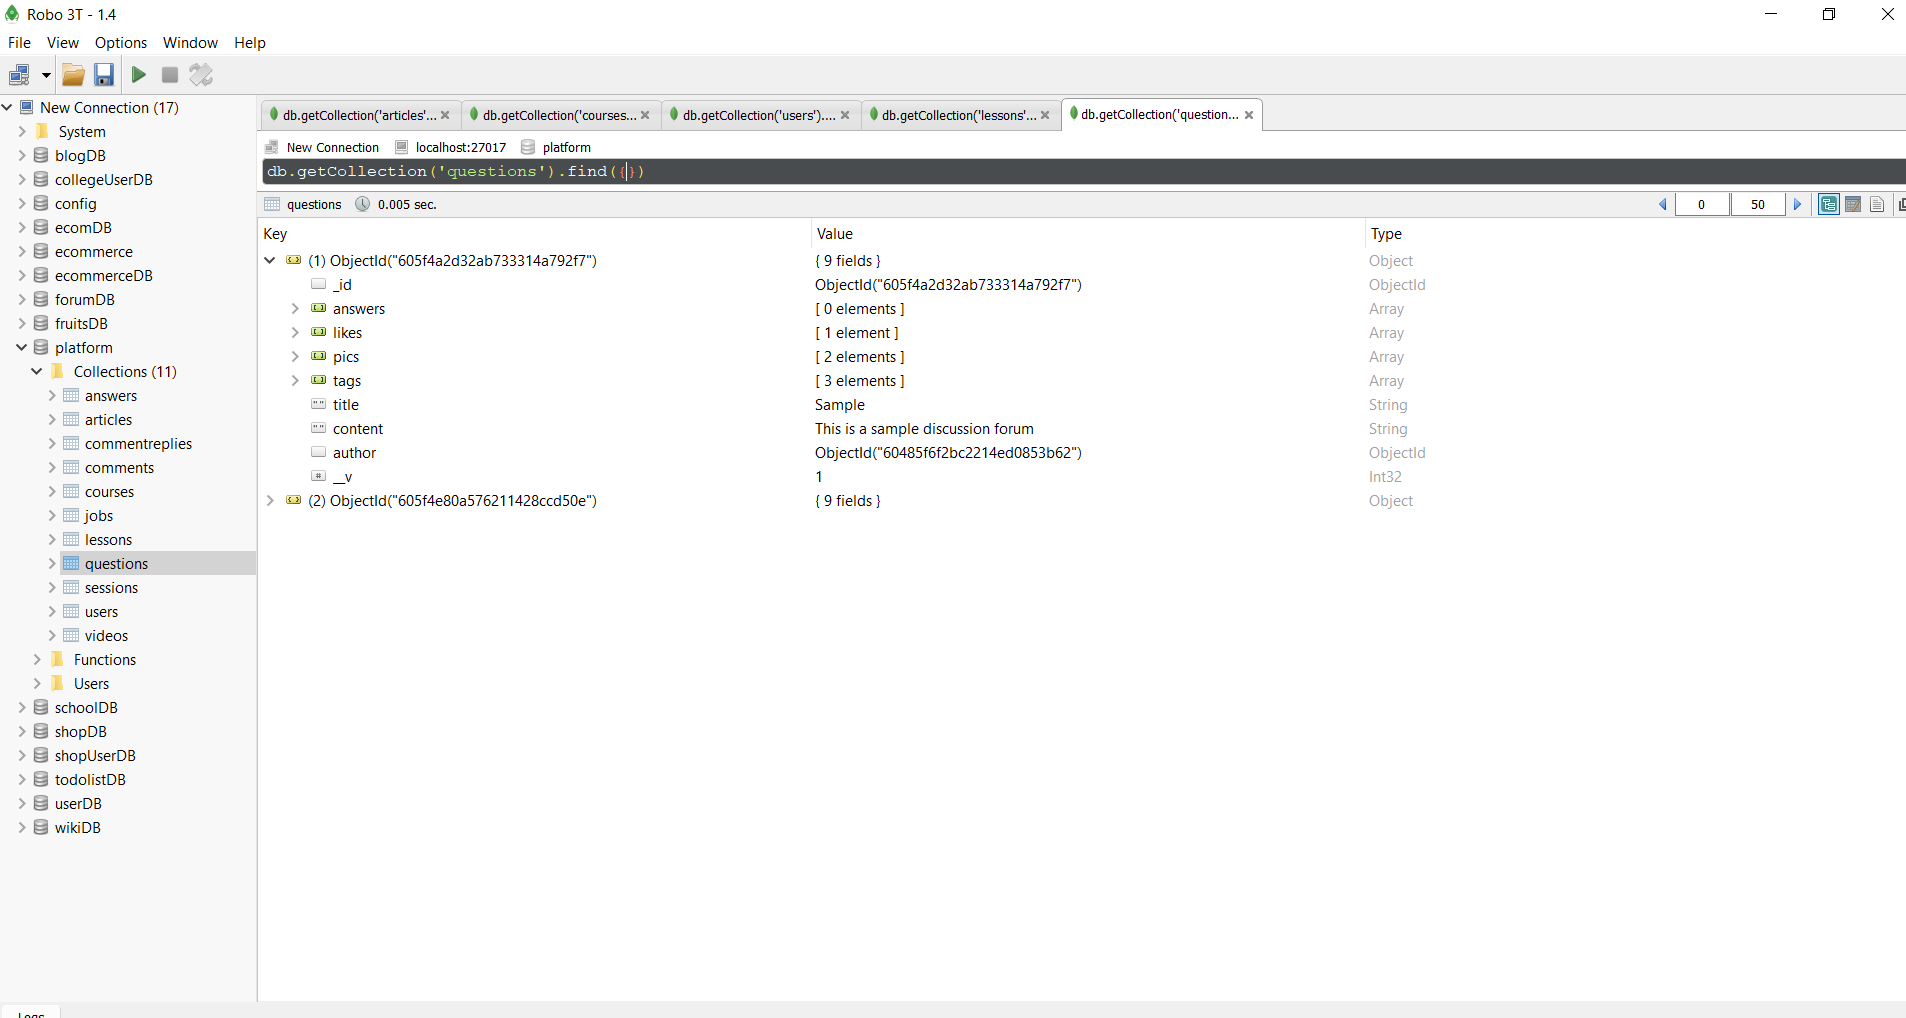 Robo 3T - 1.4
File View Options Window Help
New Connection (17)
System
blogDB
collegeUserDB
config
ecomDB
ecommerce
ecommerceDB
forumDB
fruitsDB
platform
Collections (11)
answers
articles
commentreplies
comments
courses
jobs
lessons
questions
sessions
users
videos
Functions
Users
schoolDB
shopDB
shopUserDB
todolistDB
userDB
wikiDB
db.getCollection('articles'... db.getCollection('courses... db.getCollection('users').... db.getCollection('lessons'... db.getCollection('question...
New Connection localhost:27017 platform
db.getCollection('questions').find({})
questions 0.005 sec. 0 50
Key Value Type
(1) ObjectId("605f4a2d32ab733314a792f7") { 9 fields } Object
_id ObjectId("605f4a2d32ab733314a792f7") ObjectId
answers [ 0 elements ] Array
likes [ 1 element ] Array
pics [ 2 elements ] Array
tags [ 3 elements ] Array
title Sample String
content This is a sample discussion forum String
author ObjectId("60485f6f2bc2214ed0853b62") ObjectId
__v 1 Int32
(2) ObjectId("605f4e80a576211428ccd50e") { 9 fields } Object
Logs